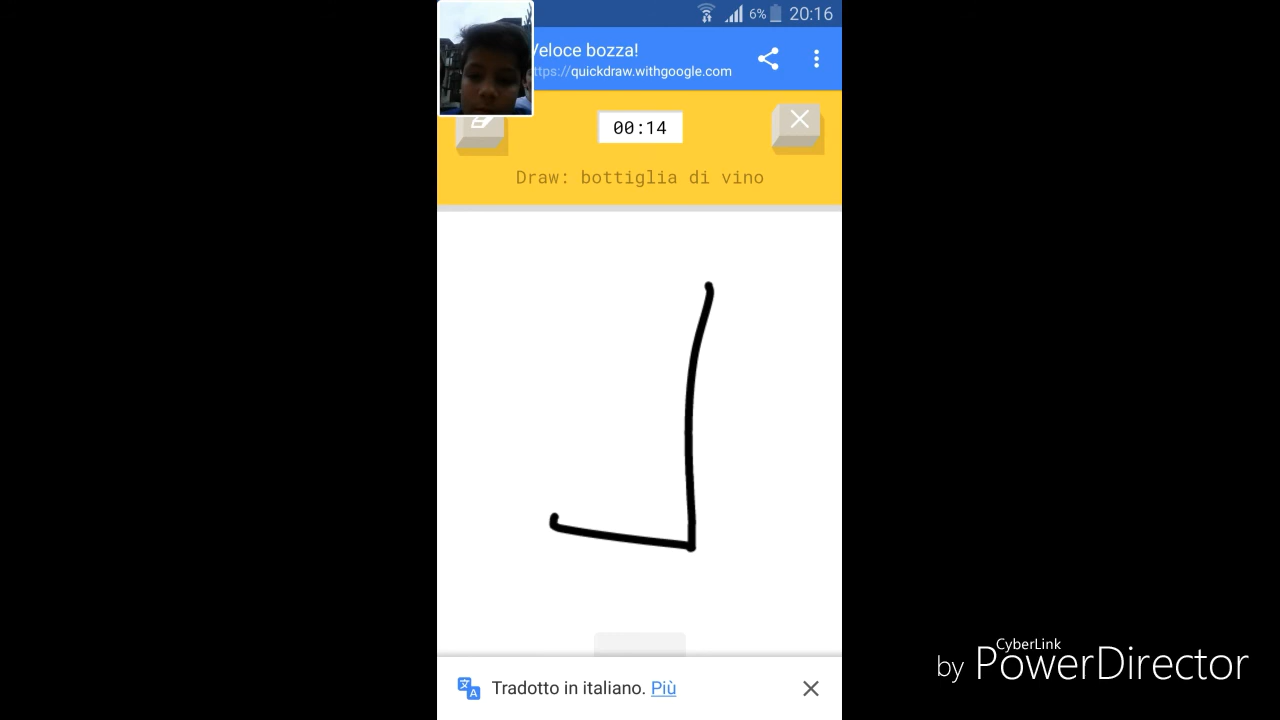 6% 20:16
Veloce bozza!
ttps://quickdraw.withgoogle.com
00:14
Draw: bottiglia di vino
Tradotto in italiano. Più
CyberLink
by PowerDirector